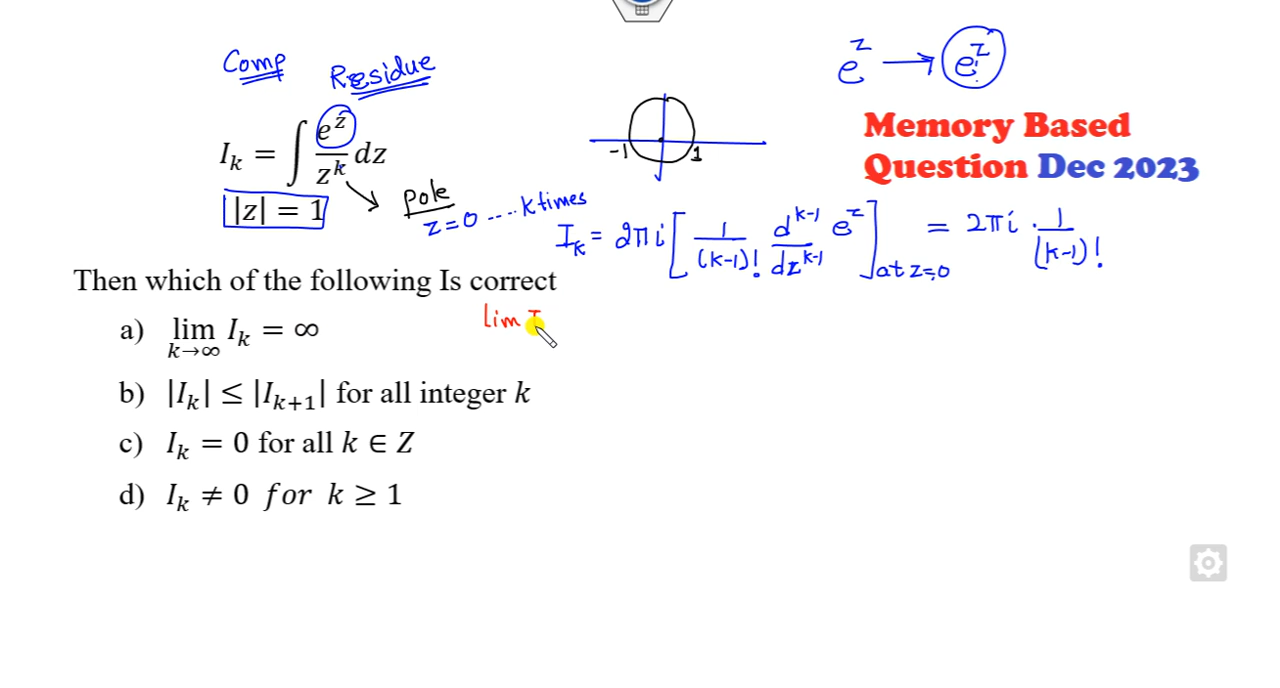 Comp Residue
e^z → e^z
I_k = ∫_{|z| = 1} e^z / z^k dz
pole
z=0 ---- k times
-1 1
Memory Based
Question Dec 2023
I_k = 2πi [ 1/(k-1)! d^{k-1}/dz^{k-1} e^z ] at z=0 = 2πi · 1/(k-1)!
Then which of the following Is correct
lim I
a) lim_{k→∞} I_k = ∞
b) |I_k| ≤ |I_{k+1}| for all integer k
c) I_k = 0 for all k ∈ Z
d) I_k ≠ 0 for k ≥ 1